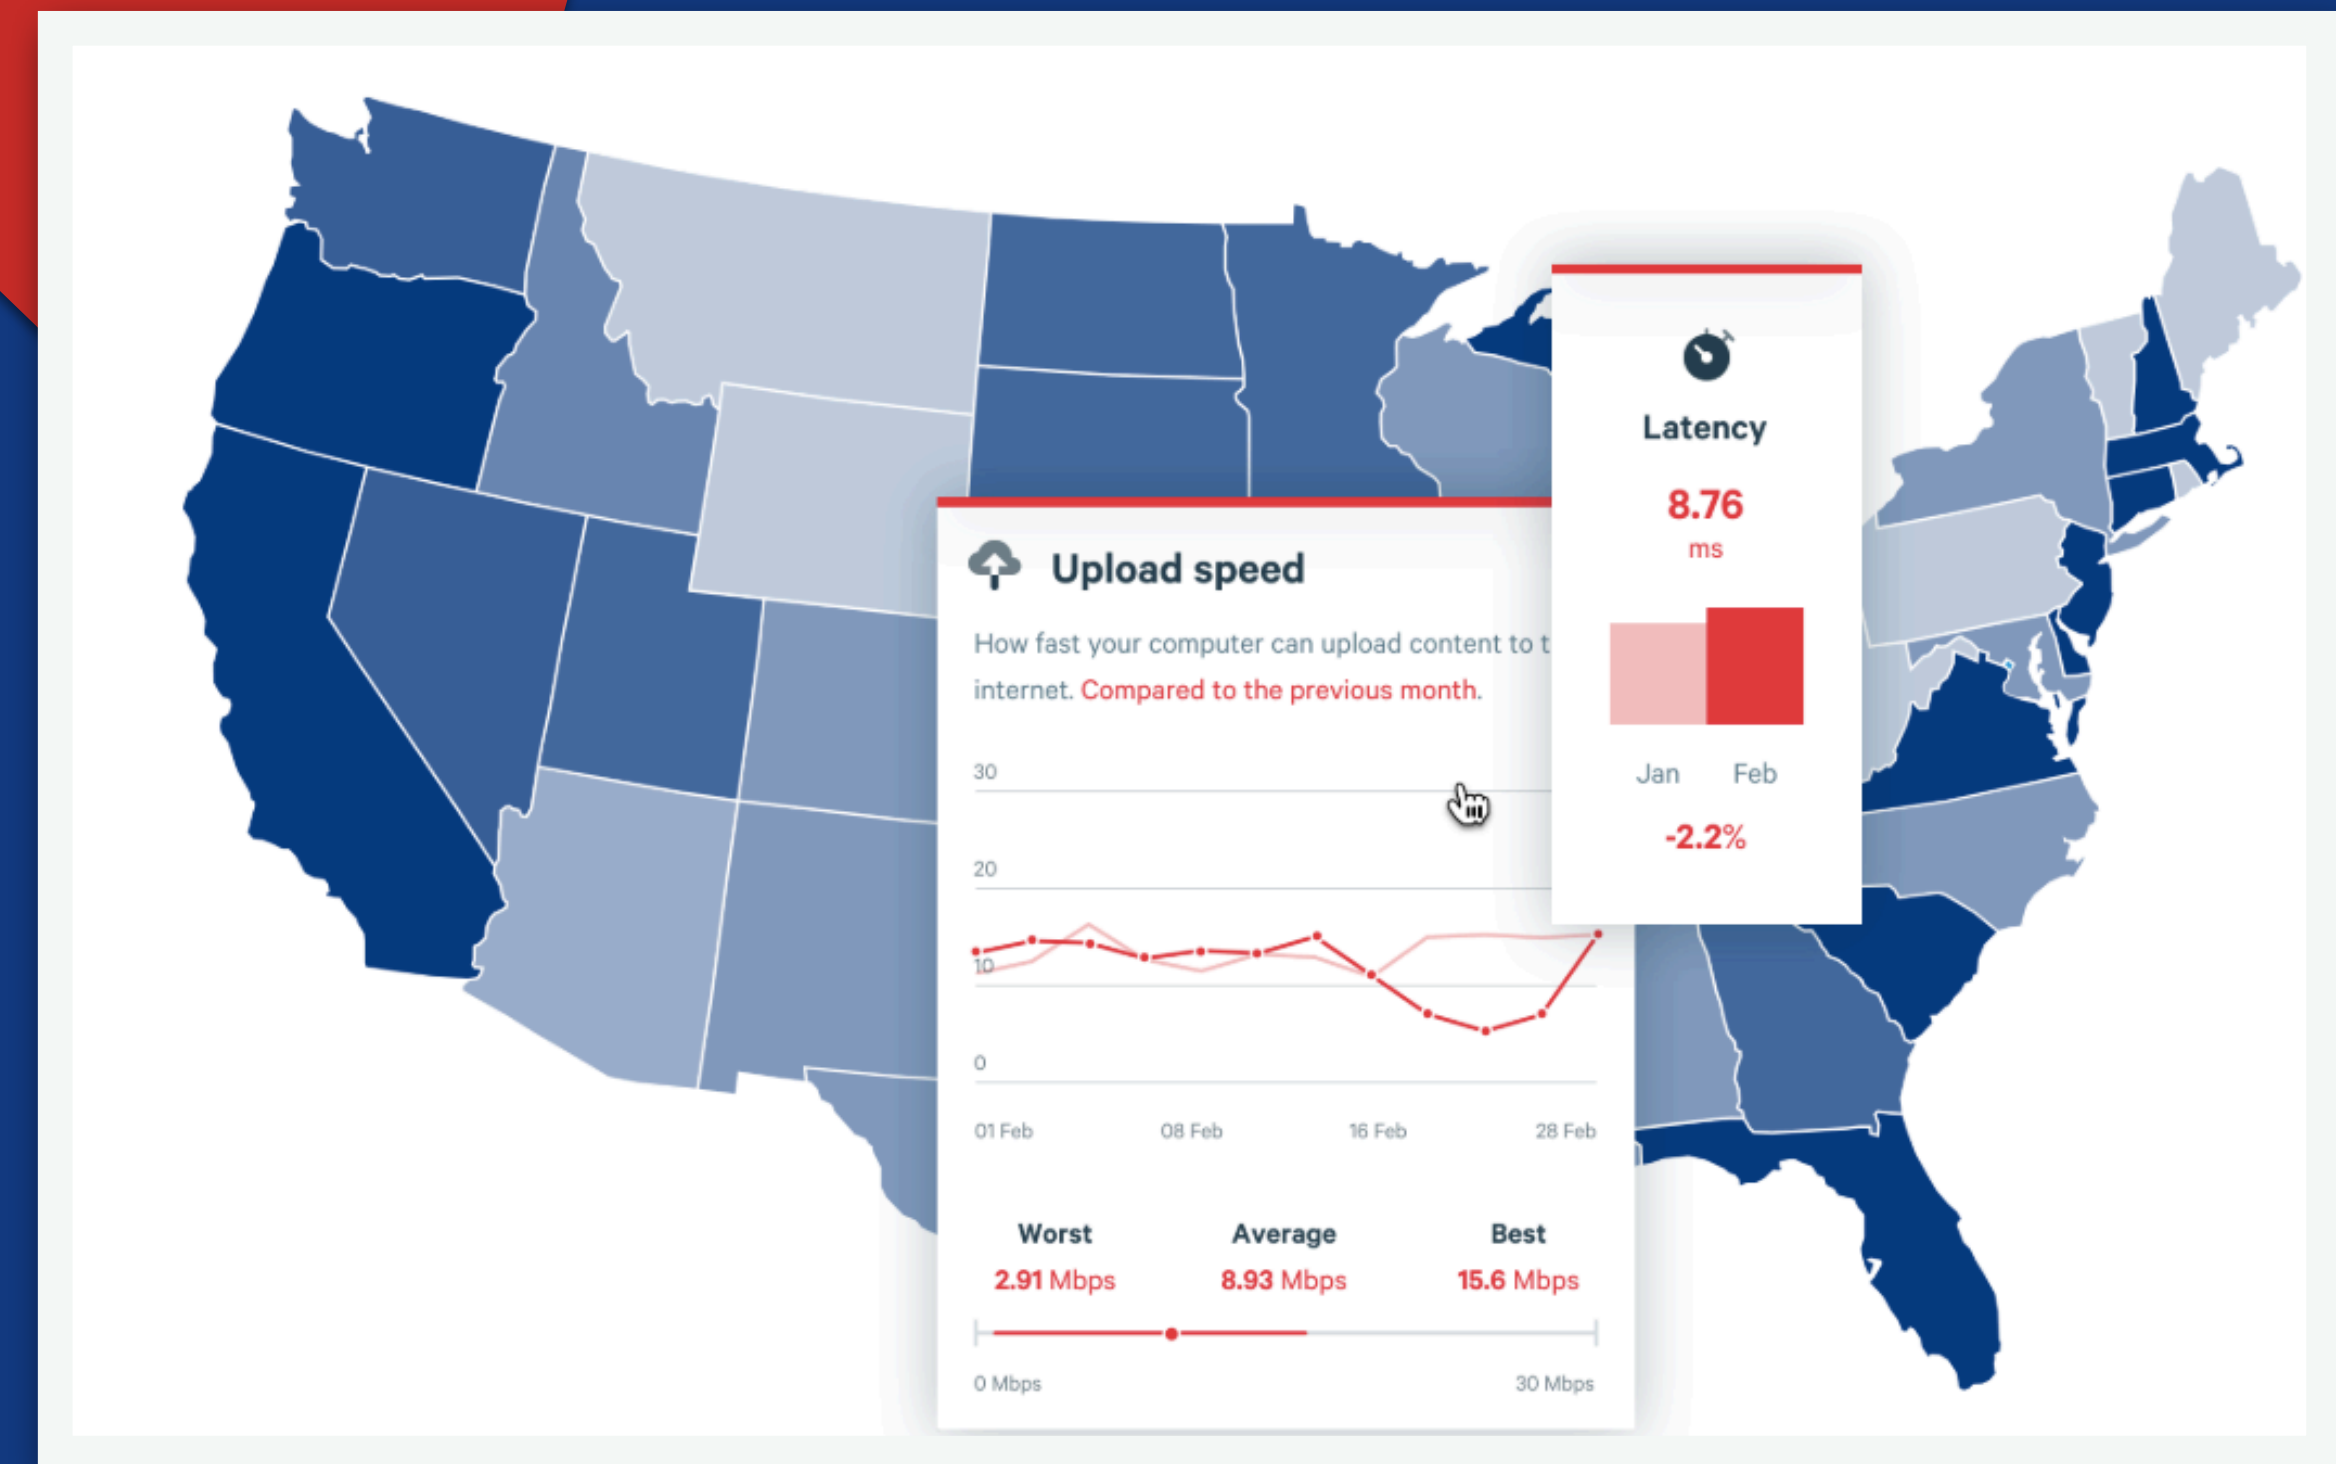 Upload speed
How fast your computer can upload content to t
internet. Compared to the previous month.
30
20
10
0
01 Feb 08 Feb 16 Feb 28 Feb
Worst Average Best
2.91 Mbps 8.93 Mbps 15.6 Mbps
0 Mbps 30 Mbps
Latency
8.76
ms
Jan Feb
-2.2%